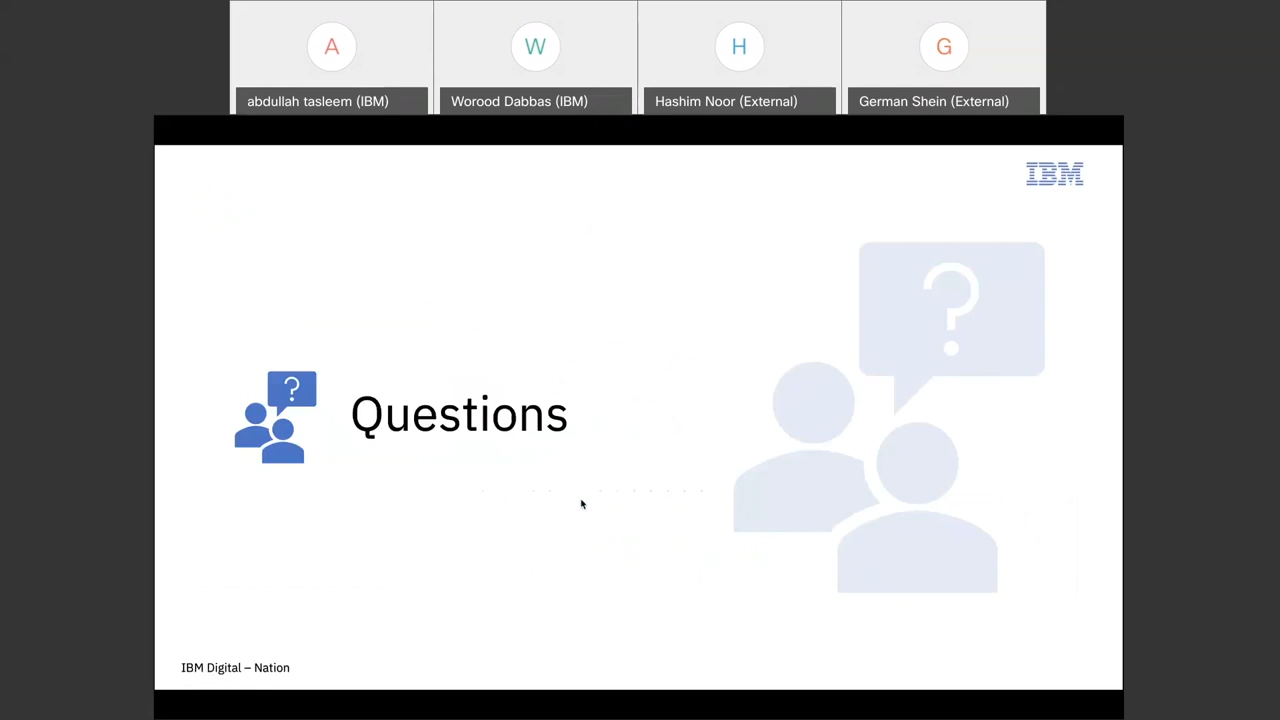 A
W
H
G
abdullah tasleem (IBM)
Worood Dabbas (IBM)
Hashim Noor (External)
German Shein (External)
IBM
?
?
Questions
IBM Digital – Nation